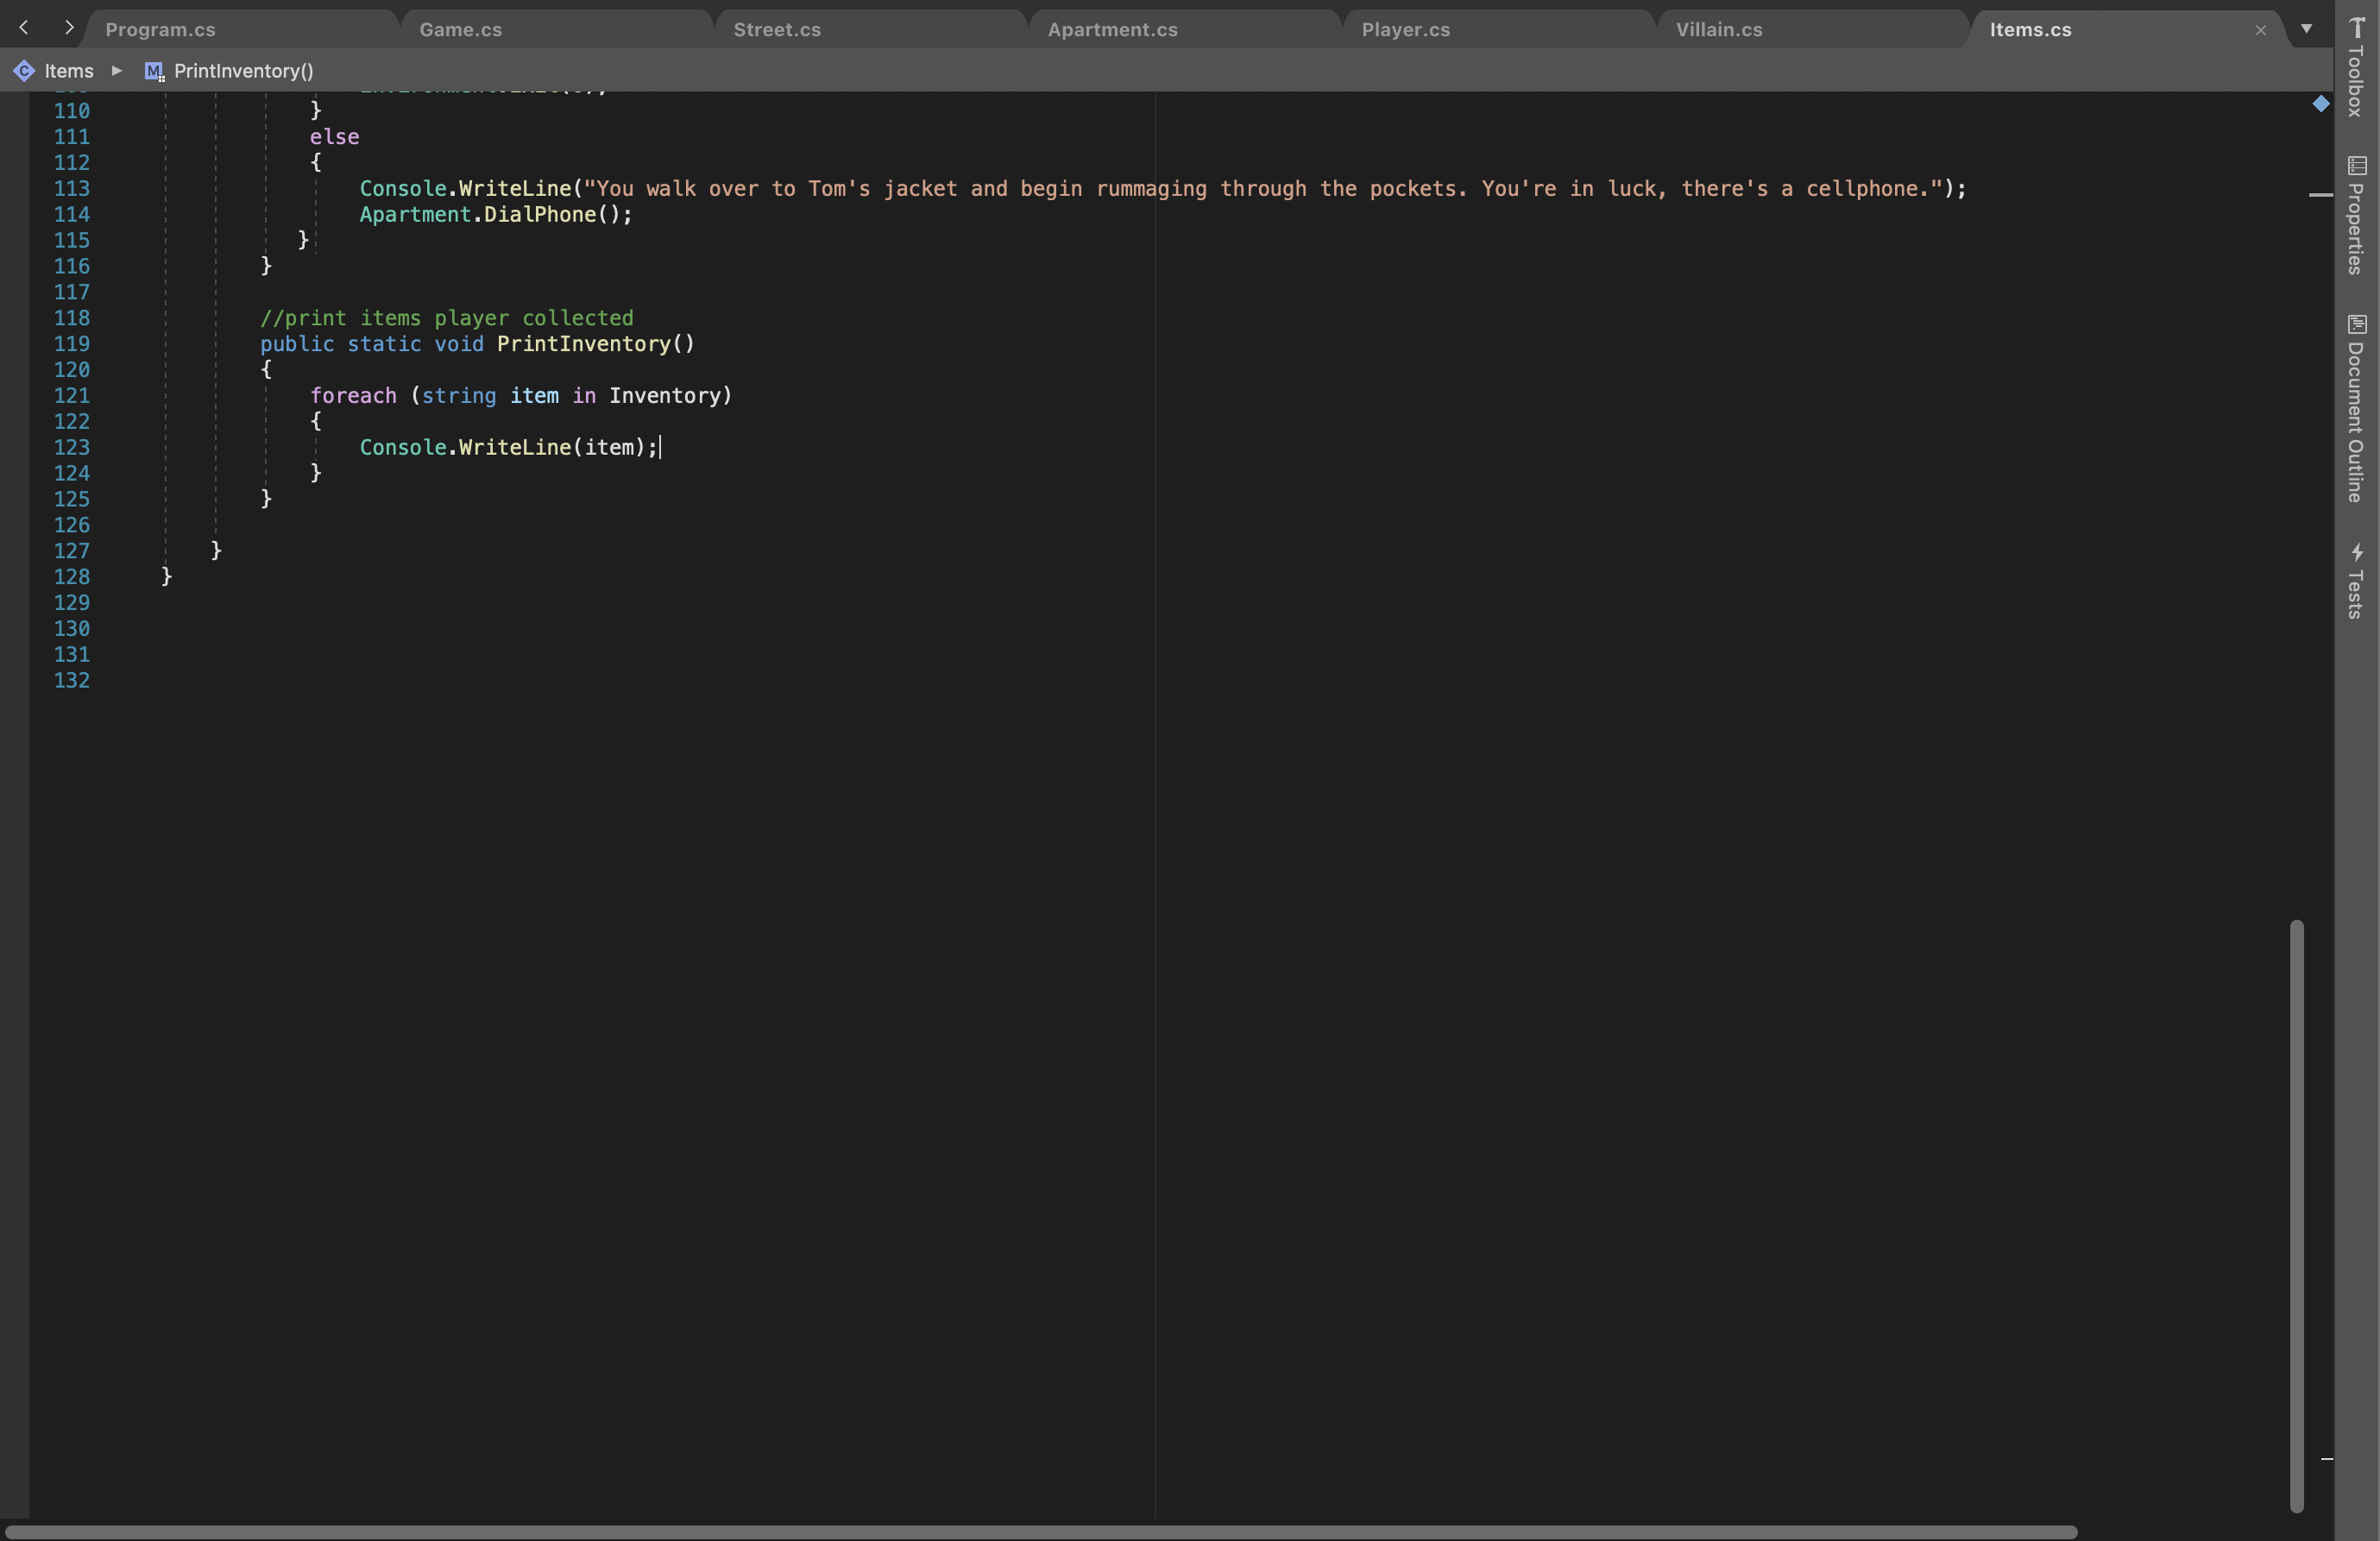 Program.cs Game.cs Street.cs Apartment.cs Player.cs Villain.cs Items.cs
Items ▶ M PrintInventory()
110 }
111 else
112 {
113 Console.WriteLine("You walk over to Tom's jacket and begin rummaging through the pockets. You're in luck, there's a cellphone.");
114 Apartment.DialPhone();
115 }
116 }
117
118 //print items player collected
119 public static void PrintInventory()
120 {
121 foreach (string item in Inventory)
122 {
123 Console.WriteLine(item);
124 }
125 }
126
127 }
128 }
129
130
131
132
Toolbox
Properties
Document Outline
Tests